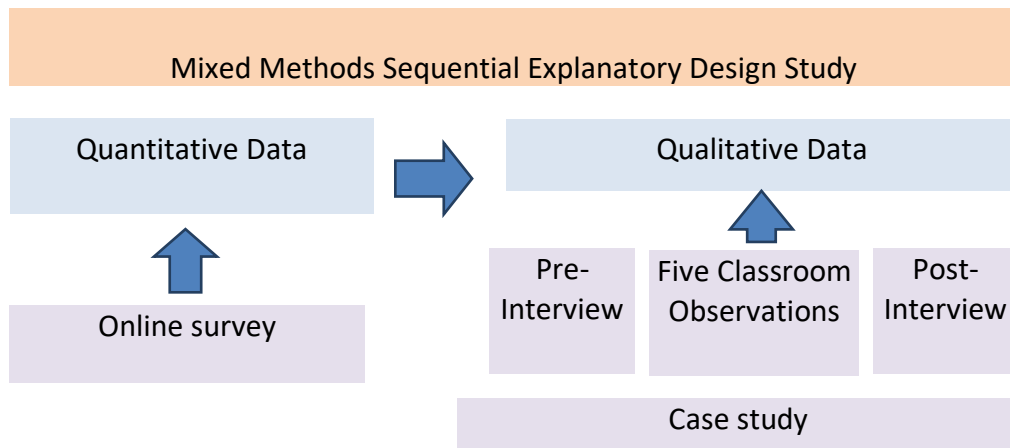 Mixed Methods Sequential Explanatory Design Study
Quantitative Data
Qualitative Data
Online survey
Pre-
Interview
Five Classroom
Observations
Post-
Interview
Case study